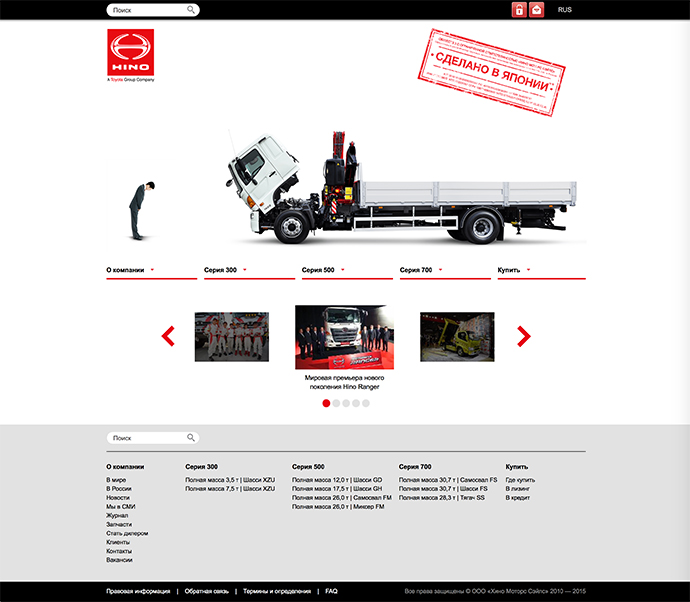 Поиск
RUS
HINO
A Toyota Group Company
СДЕЛАНО В ЯПОНИИ
О компании
Серия 300
Серия 500
Серия 700
Купить
Мировая премьера нового
поколения Hino Ranger
Поиск
О компании
В мире
В России
Новости
Мы в СМИ
Журнал
Запчасти
Стать дилером
Клиенты
Контакты
Вакансии
Серия 300
Полная масса 3,5 т | Шасси XZU
Полная масса 7,5 т | Шасси XZU
Серия 500
Полная масса 12,0 т | Шасси GD
Полная масса 17,5 т | Шасси GH
Полная масса 26,0 т | Самосвал FM
Полная масса 26,0 т | Миксер FM
Серия 700
Полная масса 30,7 т | Самосвал FS
Полная масса 30,7 т | Шасси FS
Полная масса 28,3 т | Тягач SS
Купить
Где купить
В лизинг
В кредит
Правовая информация | Обратная связь | Термины и определения | FAQ
Все права защищены © ООО «Хино Моторс Сэйлс» 2010 — 2015